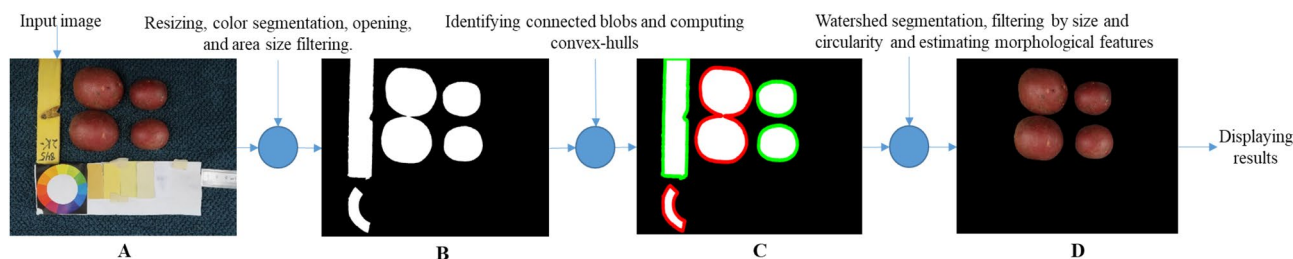 Input image
Resizing, color segmentation, opening,
and area size filtering.
Identifying connected blobs and computing
convex-hulls
Watershed segmentation, filtering by size and
circularity and estimating morphological features
Displaying
results
A
B
C
D